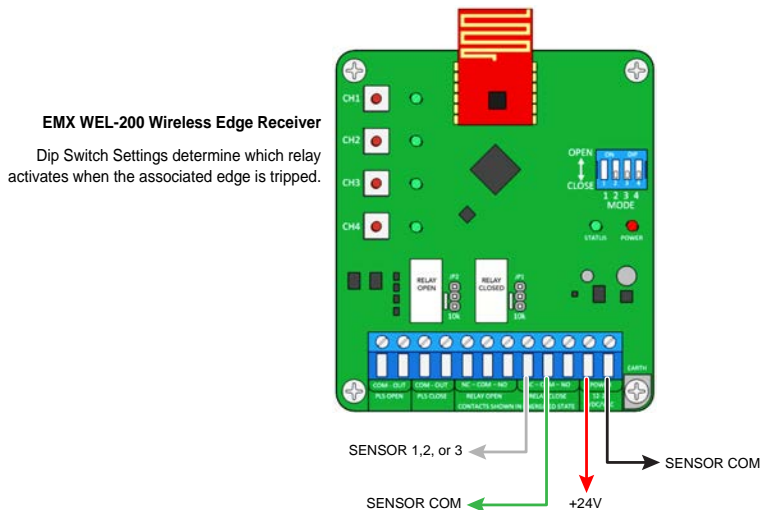 EMX WEL-200 Wireless Edge Receiver
Dip Switch Settings determine which relay
activates when the associated edge is tripped.
CH1
CH2
CH3
CH4
OPEN
CLOSE
ON DIP
1 2 3 4
1 2 3 4
MODE
STATUS
POWER
RELAY
OPEN
JP2
10k
RELAY
CLOSED
JP1
10k
EARTH
COM - OUT
PLS OPEN
COM - OUT
PLS CLOSE
NC - COM - NO
RELAY OPEN
COM - NO
RELAY CLOSE
CONTACTS SHOWN IN STATE
SENSOR 1,2, or 3
SENSOR COM
+24V
SENSOR COM